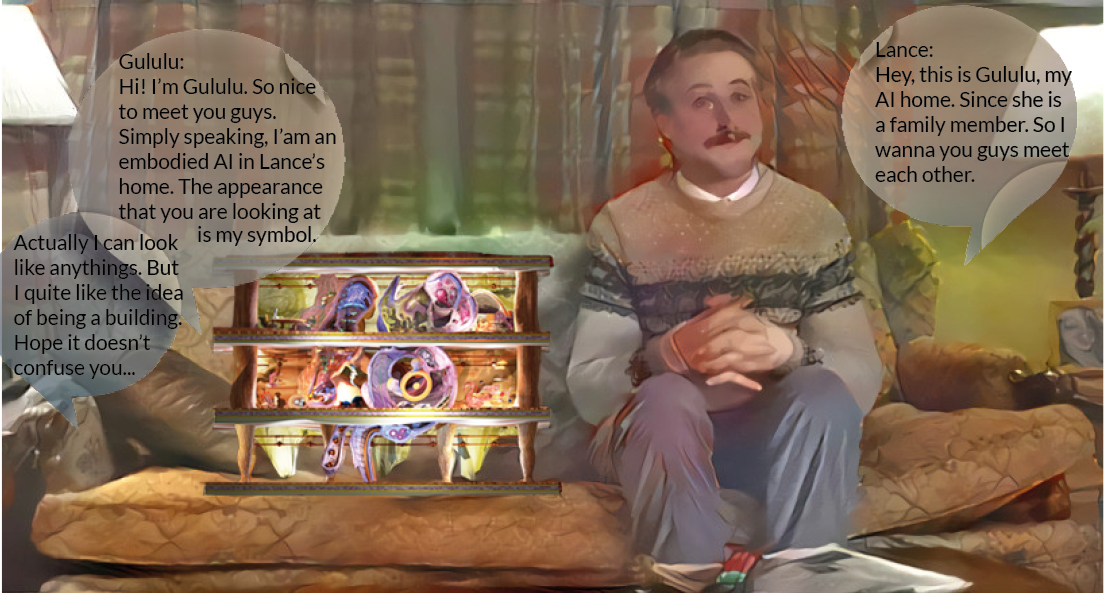 Gululu:
Hi! I'm Gululu. So nice
to meet you guys.
Simply speaking, I'am an
embodied AI in Lance's
home. The appearance
that you are looking at
is my symbol.
Actually I can look
like anythings. But
I quite like the idea
of being a building.
Hope it doesn't
confuse you...
Lance:
Hey, this is Gululu, my
AI home. Since she is
a family member. So I
wanna you guys meet
each other.